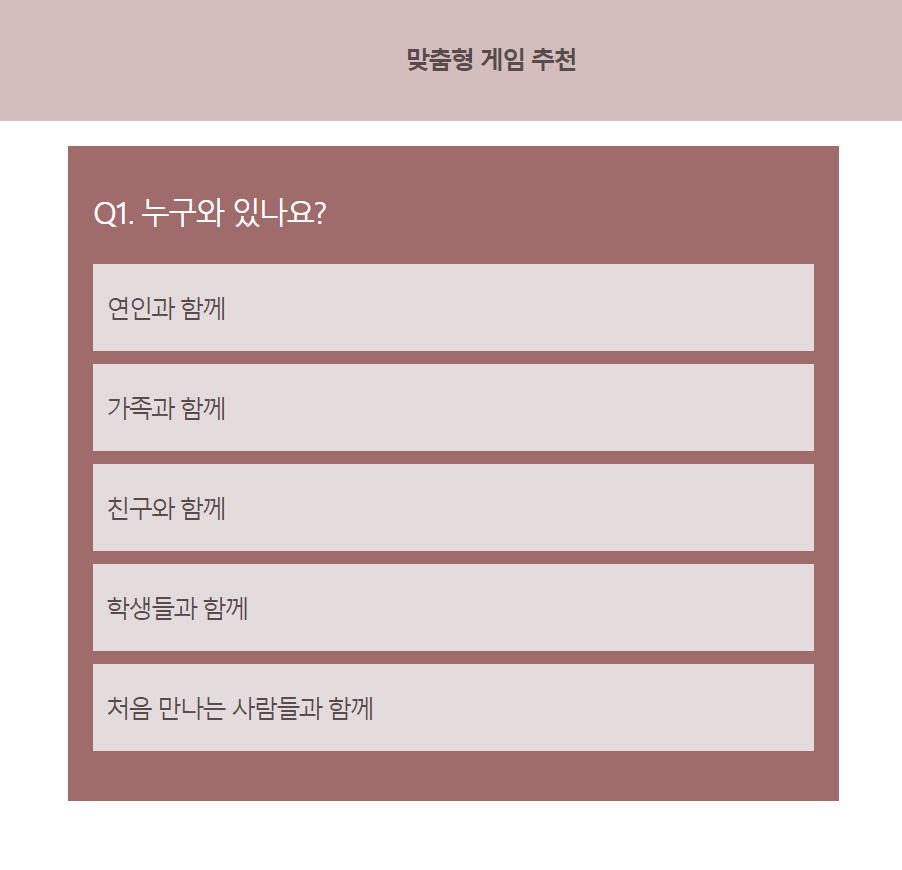 맞춤형 게임 추천
Q1. 누구와 있나요?
연인과 함께
가족과 함께
친구와 함께
학생들과 함께
처음 만나는 사람들과 함께